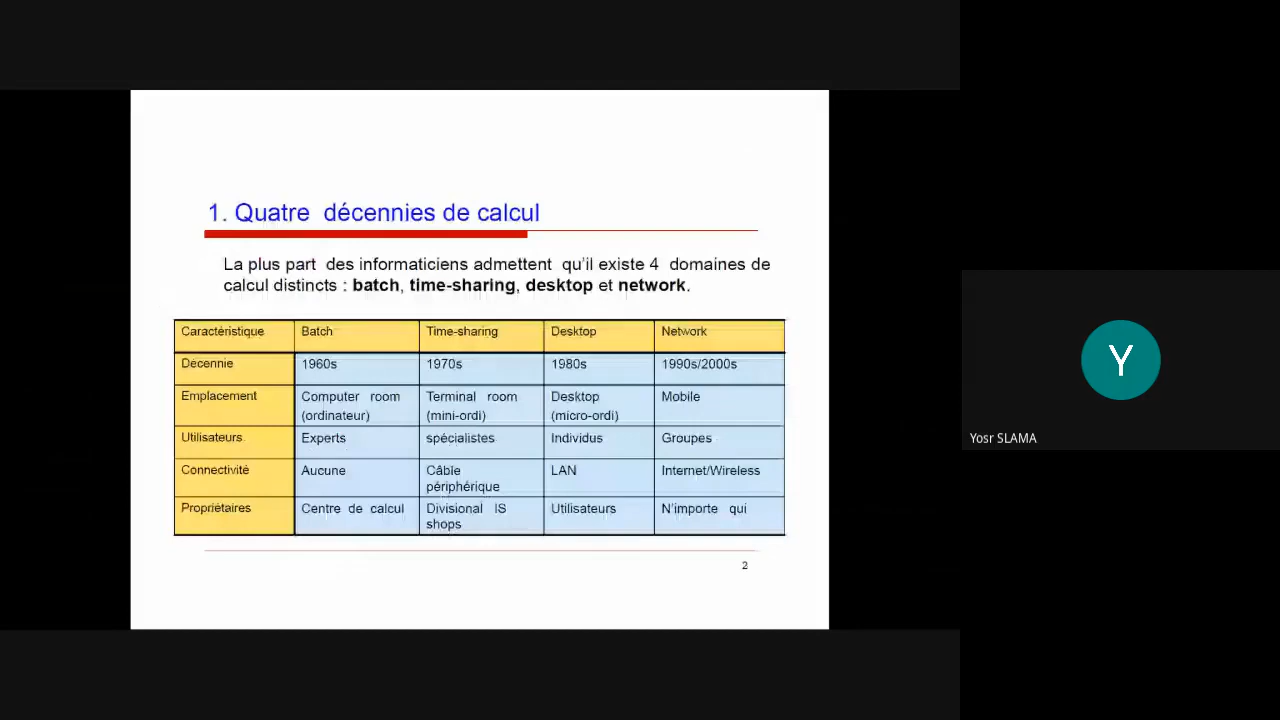 1. Quatre décennies de calcul
La plus part des informaticiens admettent qu'il existe 4 domaines de
calcul distincts : batch, time-sharing, desktop et network.
Caractéristique Batch Time-sharing Desktop Network
Décennie 1960s 1970s 1980s 1990s/2000s
Emplacement Computer room Terminal room Desktop Mobile
(ordinateur) (mini-ordi) (micro-ordi)
Utilisateurs Experts spécialistes Individus Groupes
Connectivité Aucune Câble LAN Internet/Wireless
périphérique
Propriétaires Centre de calcul Divisional IS Utilisateurs N'importe qui
shops
2
Y
Yosr SLAMA